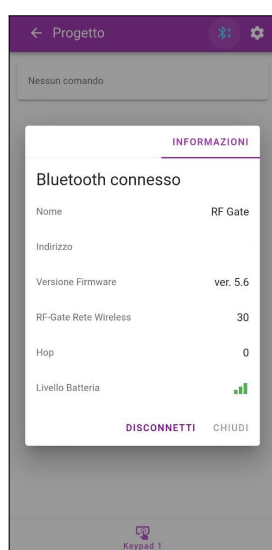 Progetto
Nessun comando
INFORMAZIONI
Bluetooth connesso
Nome RF Gate
Indirizzo
Versione Firmware ver. 5.6
RF-Gate Rete Wireless 30
Hop 0
Livello Batteria
DISCONNETTI CHIUDI
Keypad 1